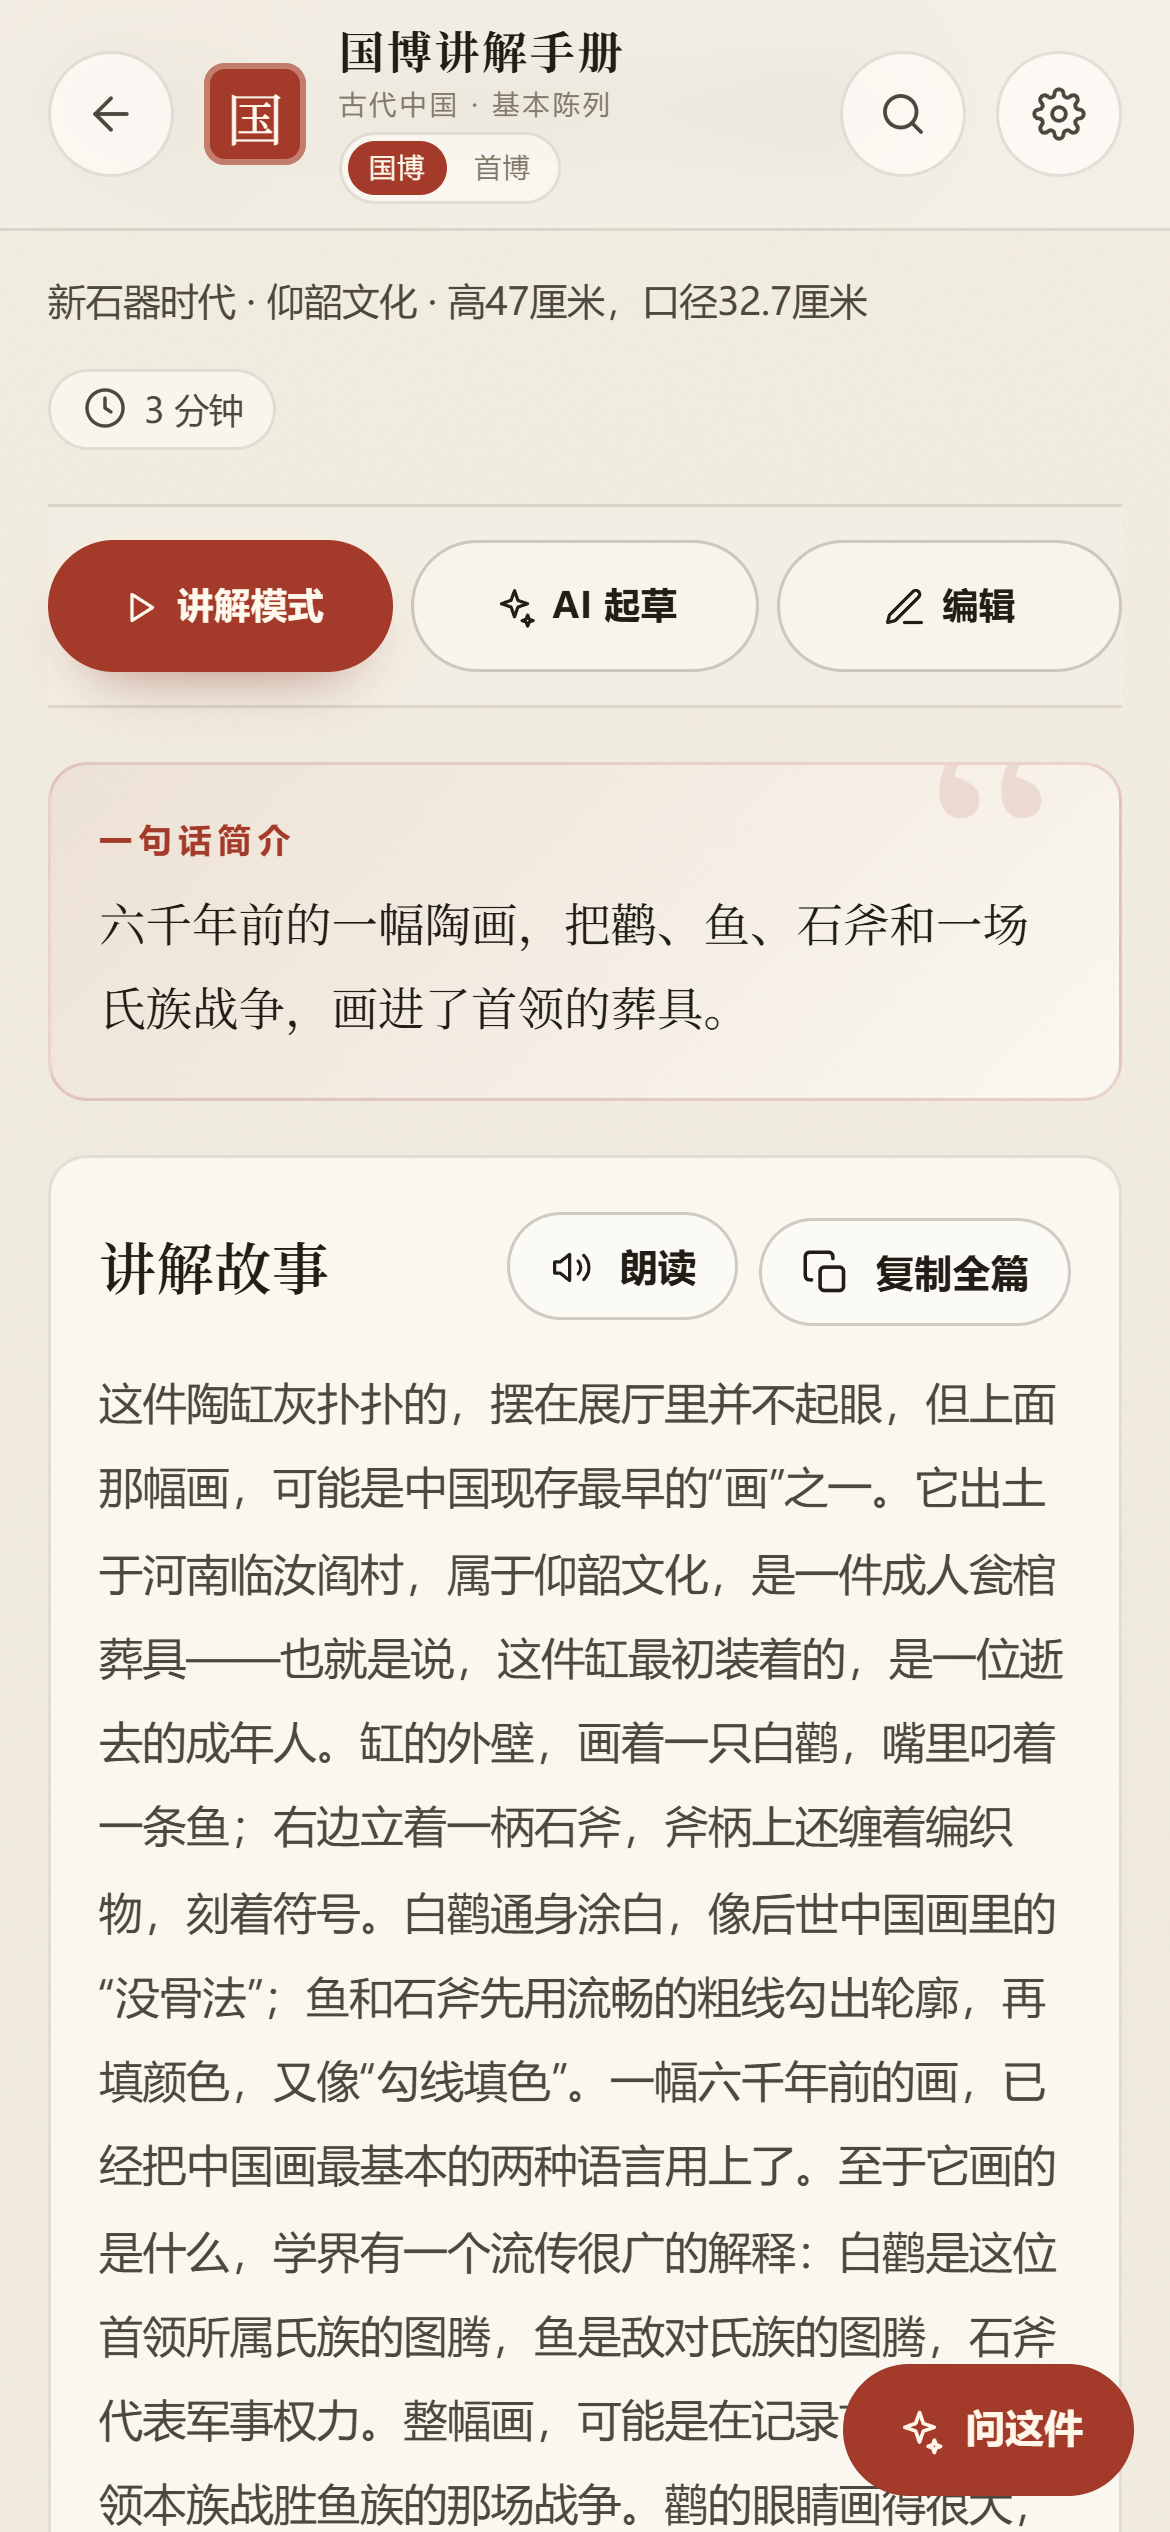 国博讲解手册
国
古代中国 · 基本陈列
国博 首博
新石器时代 · 仰韶文化 · 高47厘米，口径32.7厘米
3 分钟
讲解模式 AI 起草 编辑
一句话简介
六千年前的一幅陶画，把鹳、鱼、石斧和一场
氏族战争，画进了首领的葬具。
讲解故事 朗读 复制全篇
这件陶缸灰扑扑的，摆在展厅里并不起眼，但上面
那幅画，可能是中国现存最早的“画”之一。它出土
于河南临汝阎村，属于仰韶文化，是一件成人瓮棺
葬具——也就是说，这件缸最初装着的，是一位逝
去的成年人。缸的外壁，画着一只白鹳，嘴里叼着
一条鱼；右边立着一柄石斧，斧柄上还缠着编织
物，刻着符号。白鹳通身涂白，像后世中国画里的
“没骨法”；鱼和石斧先用流畅的粗线勾出轮廓，再
填颜色，又像“勾线填色”。一幅六千年前的画，已
经把中国画最基本的两种语言用上了。至于它画的
是什么，学界有一个流传很广的解释：白鹳是这位
首领所属氏族的图腾，鱼是敌对氏族的图腾，石斧
代表军事权力。整幅画，可能是在记录
问这件
领本族战胜鱼族的那场战争。鹳的眼睛画得很大，